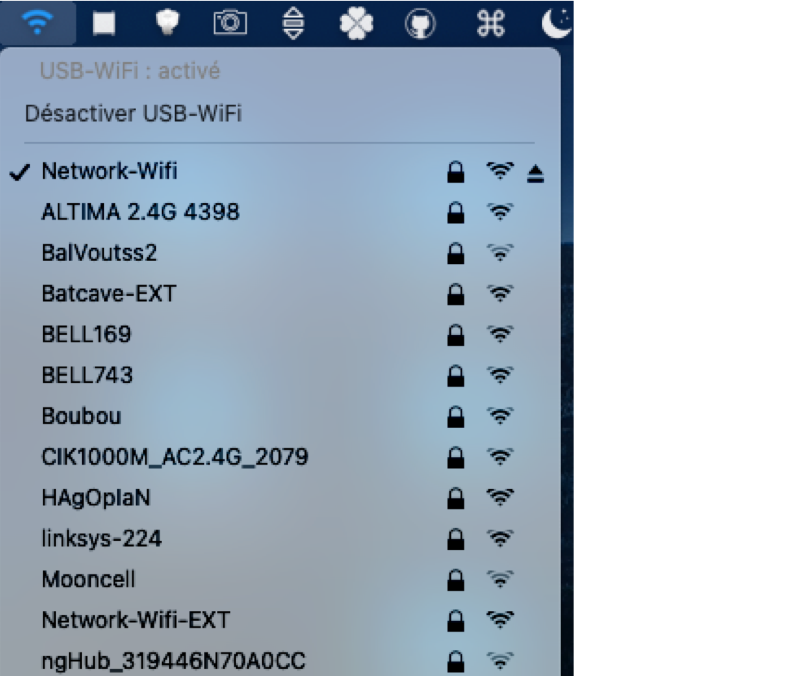 USB-WiFi : activé
Désactiver USB-WiFi
Network-Wifi
ALTIMA 2.4G 4398
BalVoutss2
Batcave-EXT
BELL169
BELL743
Boubou
CIK1000M_AC2.4G_2079
HAgOplaN
linksys-224
Mooncell
Network-Wifi-EXT
ngHub_319446N70A0CC